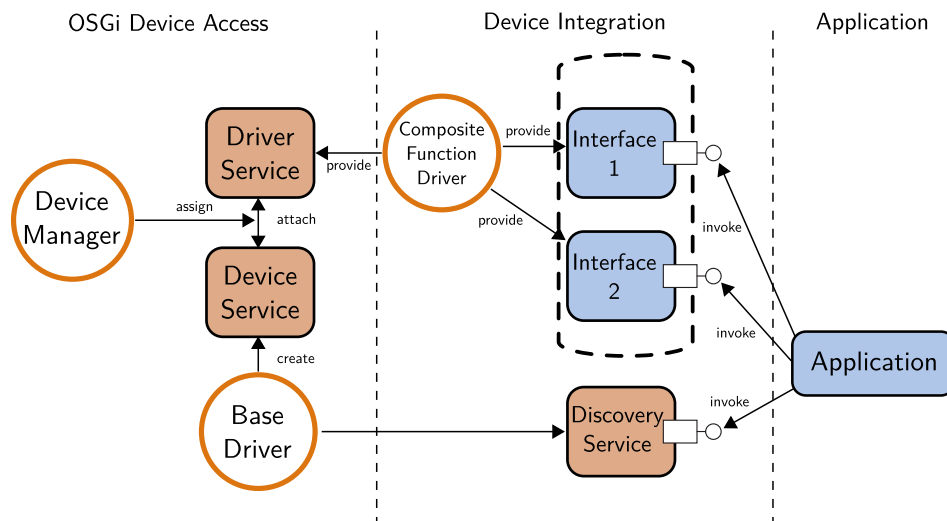 OSGi Device Access
Device Integration
Application
Driver
Service
Composite
Function
Driver
provide
provide
Interface
1
Device
Manager
assign
attach
provide
invoke
Device
Service
Interface
2
create
invoke
Application
Base
Driver
Discovery
Service
invoke